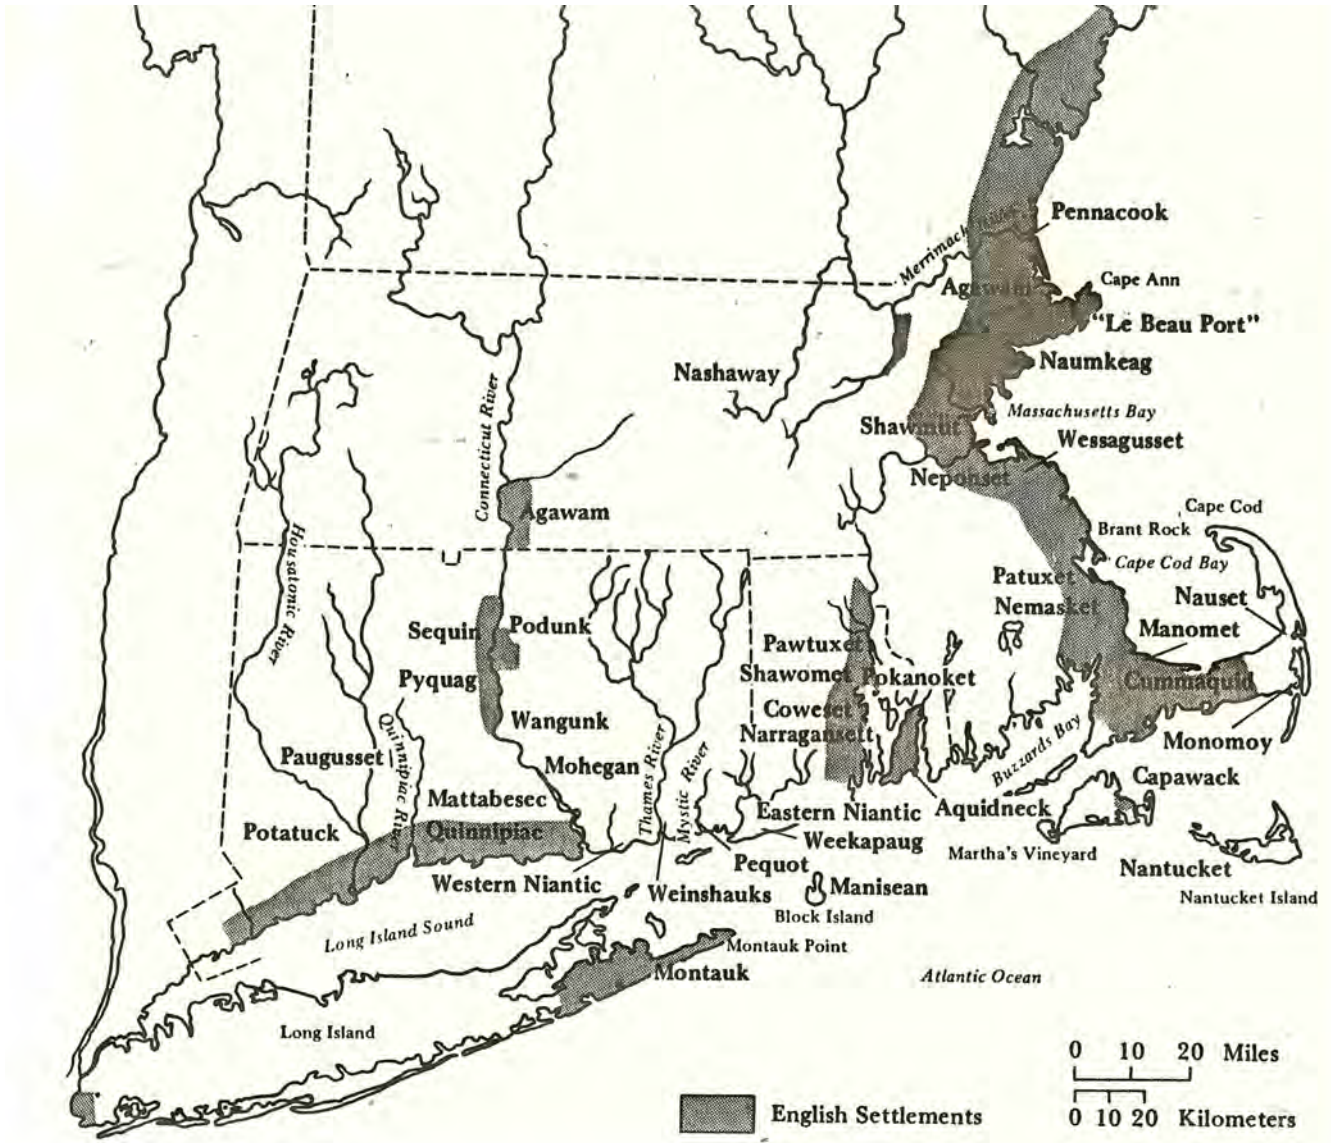 Pennacook
Merrimack River
Agawam
Cape Ann
"Le Beau Port"
Naumkeag
Nashaway
Massachusetts Bay
Shawmut
Wessagusset
Neponset
Connecticut River
Agawam
Cape Cod
Brant Rock
Cape Cod Bay
Housatonic River
Patuxet
Nauset
Nemasket
Sequin
Podunk
Manomet
Pawtuxet
Shawomet
Pokanoket
Pyquag
Cummaquid
Coweset
Wangunk
Narragansett
Quinnipiac River
Thames River
Mystic River
Buzzards Bay
Monomoy
Paugusset
Mohegan
Capawack
Mattabesec
Eastern Niantic
Aquidneck
Potatuck
Quinnipiac
Weekapaug
Martha's Vineyard
Pequot
Nantucket
Western Niantic
Weinshauks
Manisean
Nantucket Island
Block Island
Long Island Sound
Montauk Point
Montauk
Atlantic Ocean
Long Island
0 10 20 Miles
0 10 20 Kilometers
English Settlements